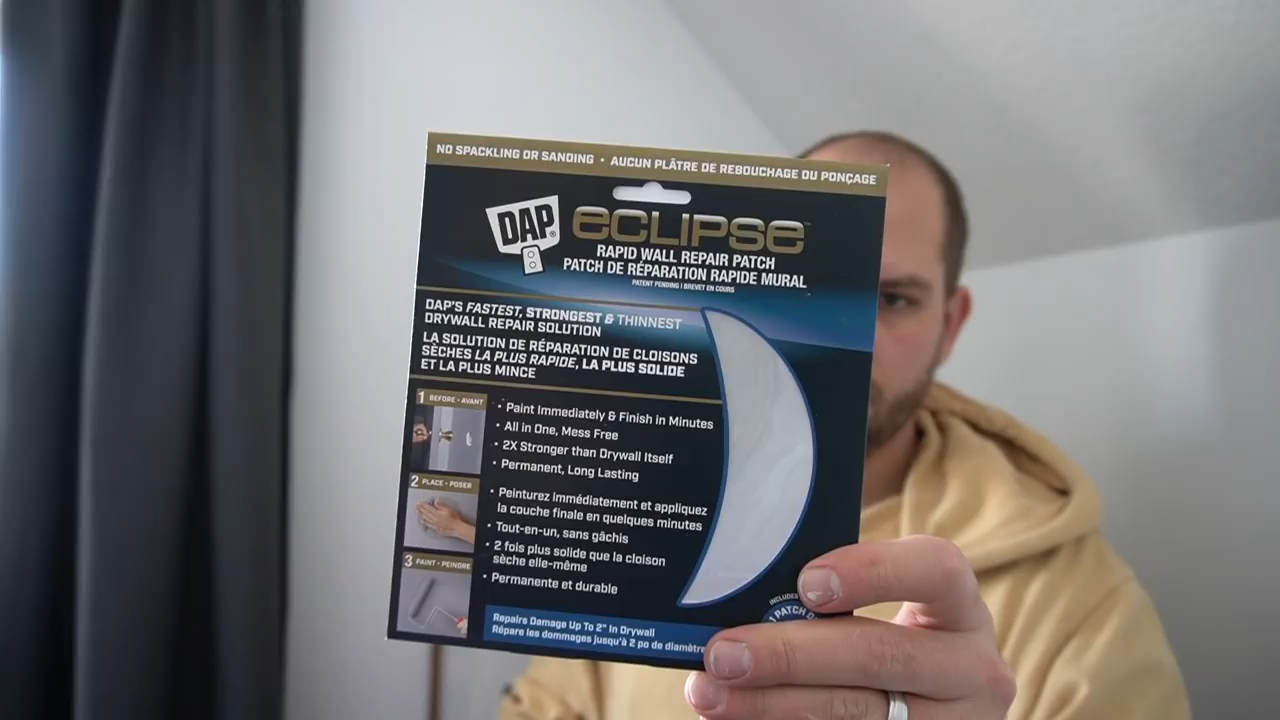 NO SPACKLING OR SANDING • AUCUN PLÂTRE DE REBOUCHAGE OU PONÇAGE
DAP®
eCLIPSe™
RAPID WALL REPAIR PATCH
PATCH DE RÉPARATION RAPIDE MURAL
PATENT PENDING | BREVET EN COURS
DAP'S FASTEST, STRONGEST & THINNEST
DRYWALL REPAIR SOLUTION
LA SOLUTION DE RÉPARATION DE CLOISONS
SÈCHES LA PLUS RAPIDE, LA PLUS SOLIDE
ET LA PLUS MINCE
1 BEFORE • AVANT
2 PLACE • POSER
3 PAINT • PEINDRE
• Paint Immediately & Finish in Minutes
• All in One, Mess Free
• 2X Stronger than Drywall Itself
• Permanent, Long Lasting
• Peinturez immédiatement et appliquez
la couche finale en quelques minutes
• Tout-en-un, sans gâchis
• 2 fois plus solide que la cloison
sèche elle-même
• Permanente et durable
INCLUDES
1 PATCH
Repairs Damage Up To 2" In Drywall
Répare les dommages jusqu'à 2 po de diamètre